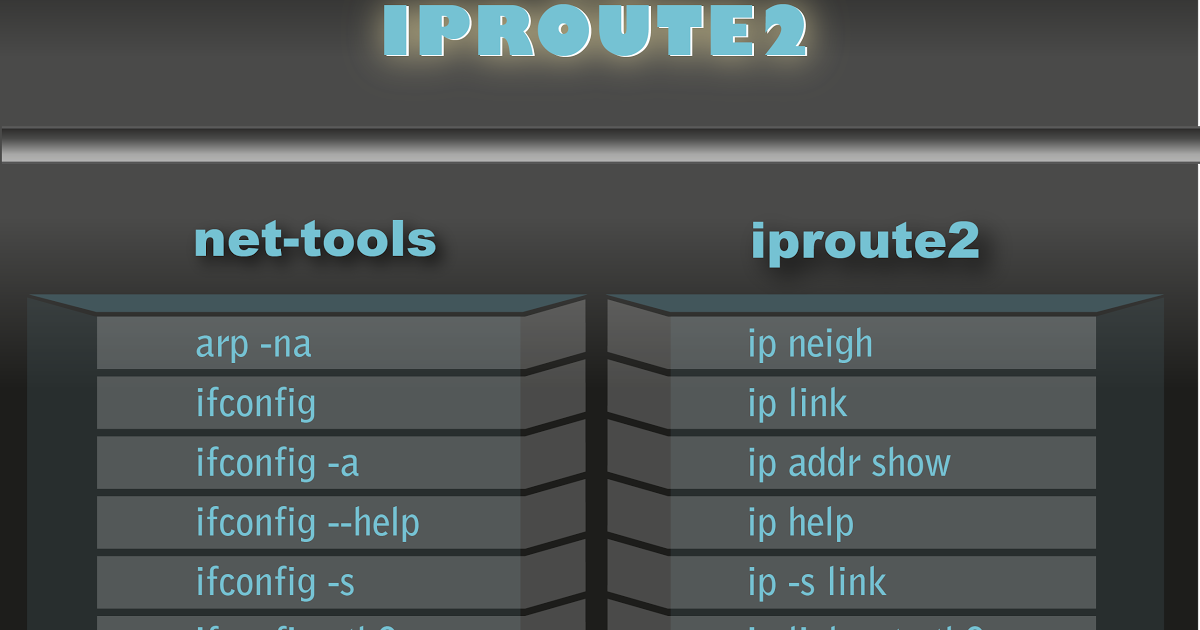 IPROUTE2
net-tools
iproute2
arp -na
ip neigh
ifconfig
ip link
ifconfig -a
ip addr show
ifconfig --help
ip help
ifconfig -s
ip -s link